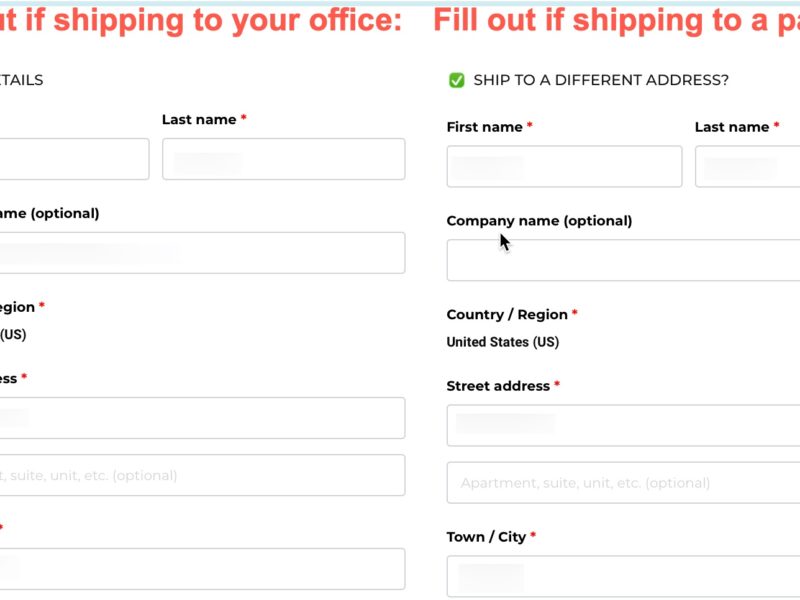 ut if shipping to your office:
ETAILS
Last name *
ame (optional)
egion *
(US)
ess *
t, suite, unit, etc. (optional)
*
Fill out if shipping to a pa
✅ SHIP TO A DIFFERENT ADDRESS?
First name * Last name *
Company name (optional)
Country / Region *
United States (US)
Street address *
Apartment, suite, unit, etc. (optional)
Town / City *